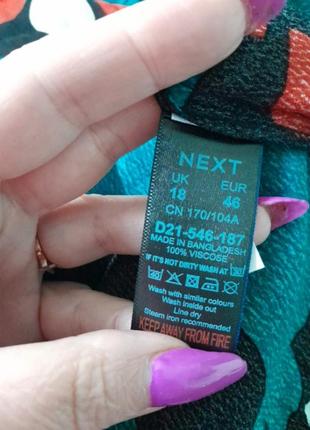 NEXT
UK EUR
18 46
CN 170/104A
D21-546-187
MADE IN BANGLADESH
100% VISCOSE
IF IT'S NOT DIRTY WASH AT 30
Wash with similar colours
Wash inside out
Line dry
Steam iron recommended
KEEP AWAY FROM FIRE